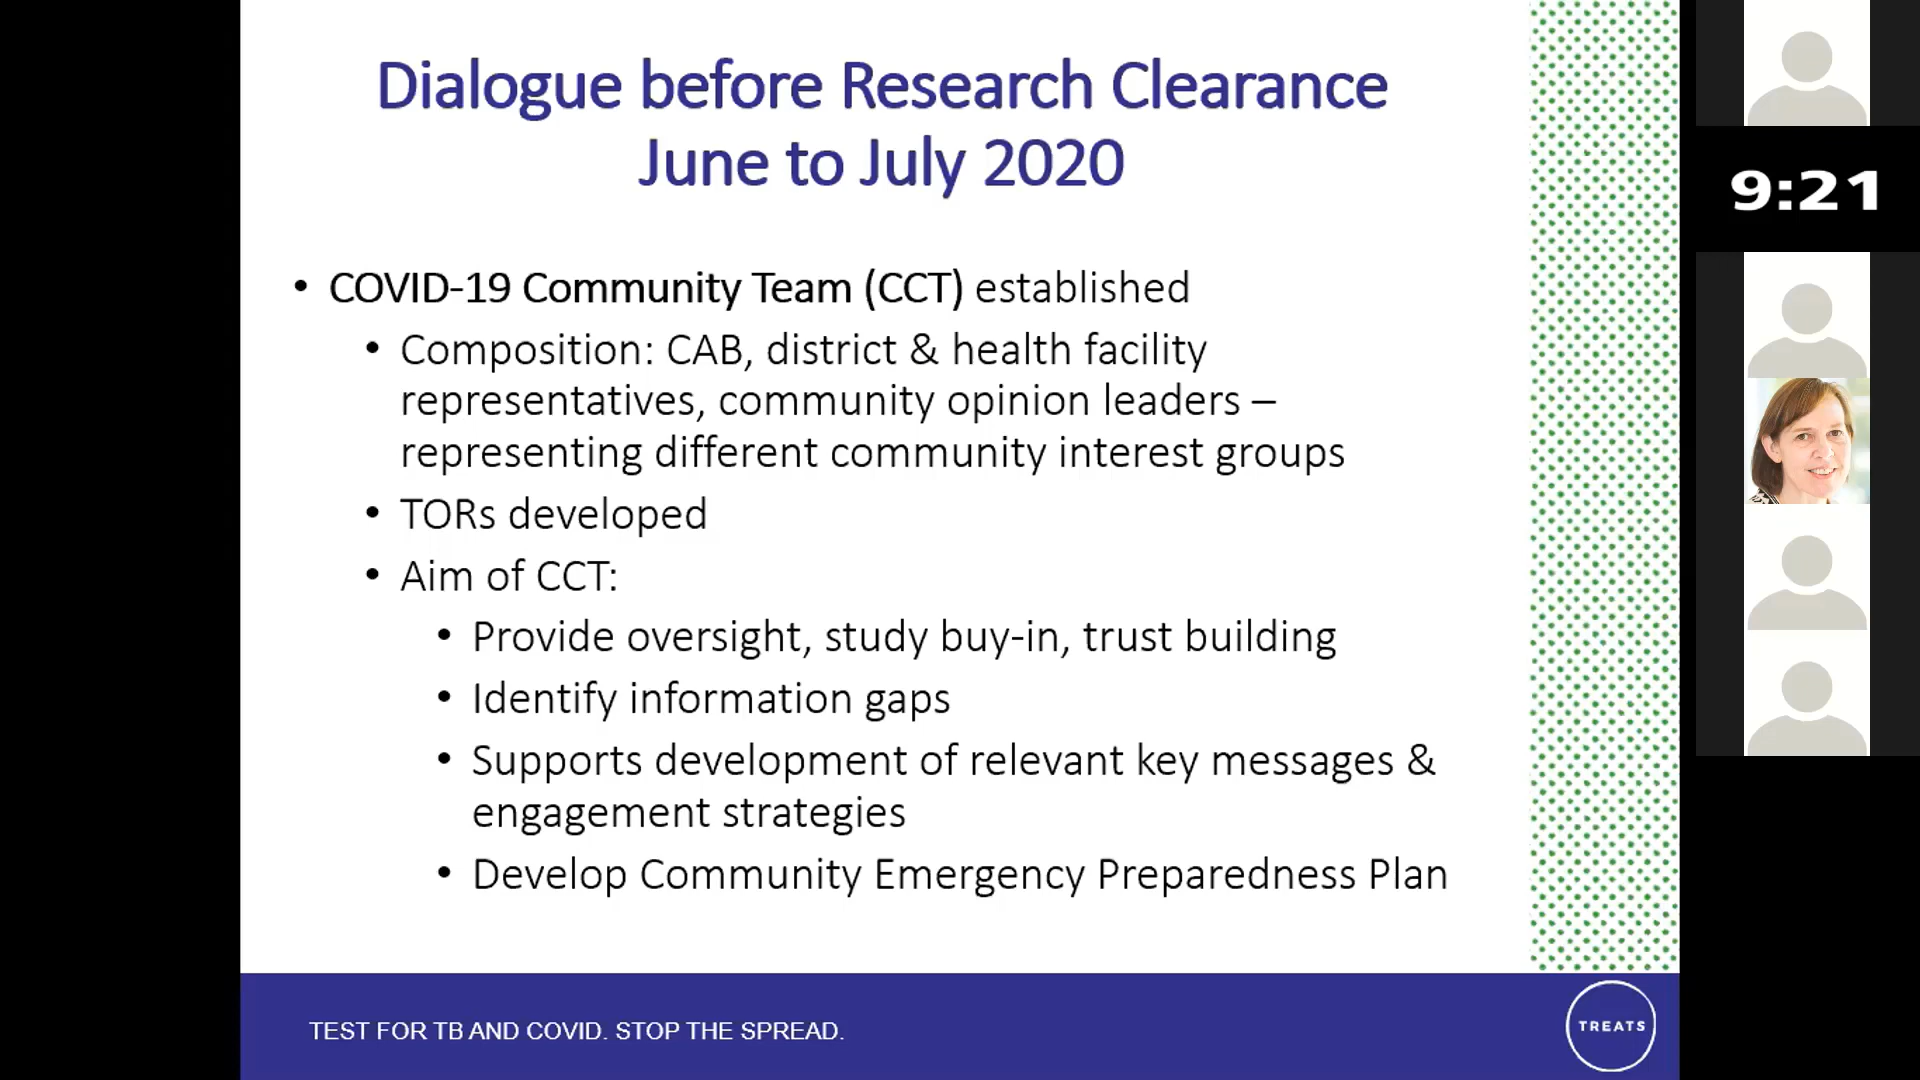 Dialogue before Research Clearance
June to July 2020
• COVID-19 Community Team (CCT) established
• Composition: CAB, district & health facility
representatives, community opinion leaders –
representing different community interest groups
• TORs developed
• Aim of CCT:
• Provide oversight, study buy-in, trust building
• Identify information gaps
• Supports development of relevant key messages &
engagement strategies
• Develop Community Emergency Preparedness Plan
TEST FOR TB AND COVID. STOP THE SPREAD.
TREATS
9:21